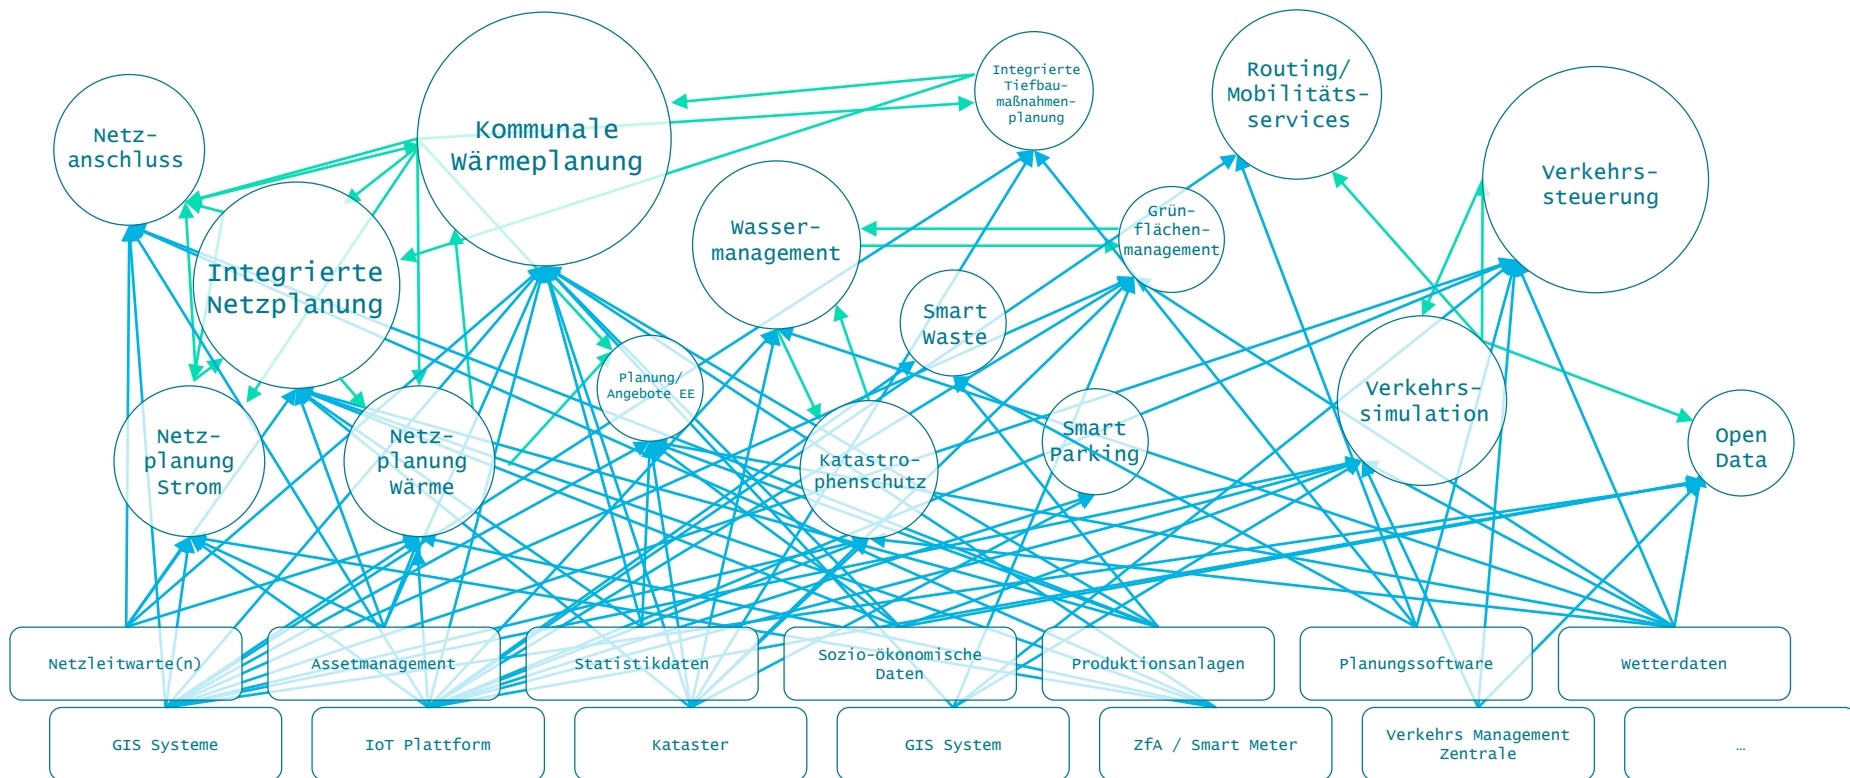 Netz-
anschluss
Kommunale
Wärmeplanung
Integrierte
Tiefbau-
maßnahmen-
planung
Routing/
Mobilitäts-
services
Verkehrs-
steuerung
Integrierte
Netzplanung
Wasser-
management
Grün-
flächen-
management
Smart
Waste
Planung/
Angebote EE
Verkehrs-
simulation
Netz-
planung
Strom
Netz-
planung
Wärme
Katastro-
phenschutz
Smart
Parking
Open
Data
Netzleitwarte(n)
Assetmanagement
Statistikdaten
Sozio-ökonomische
Daten
Produktionsanlagen
Planungssoftware
Wetterdaten
GIS Systeme
IoT Plattform
Kataster
GIS System
ZfA / Smart Meter
Verkehrs Management
Zentrale
…